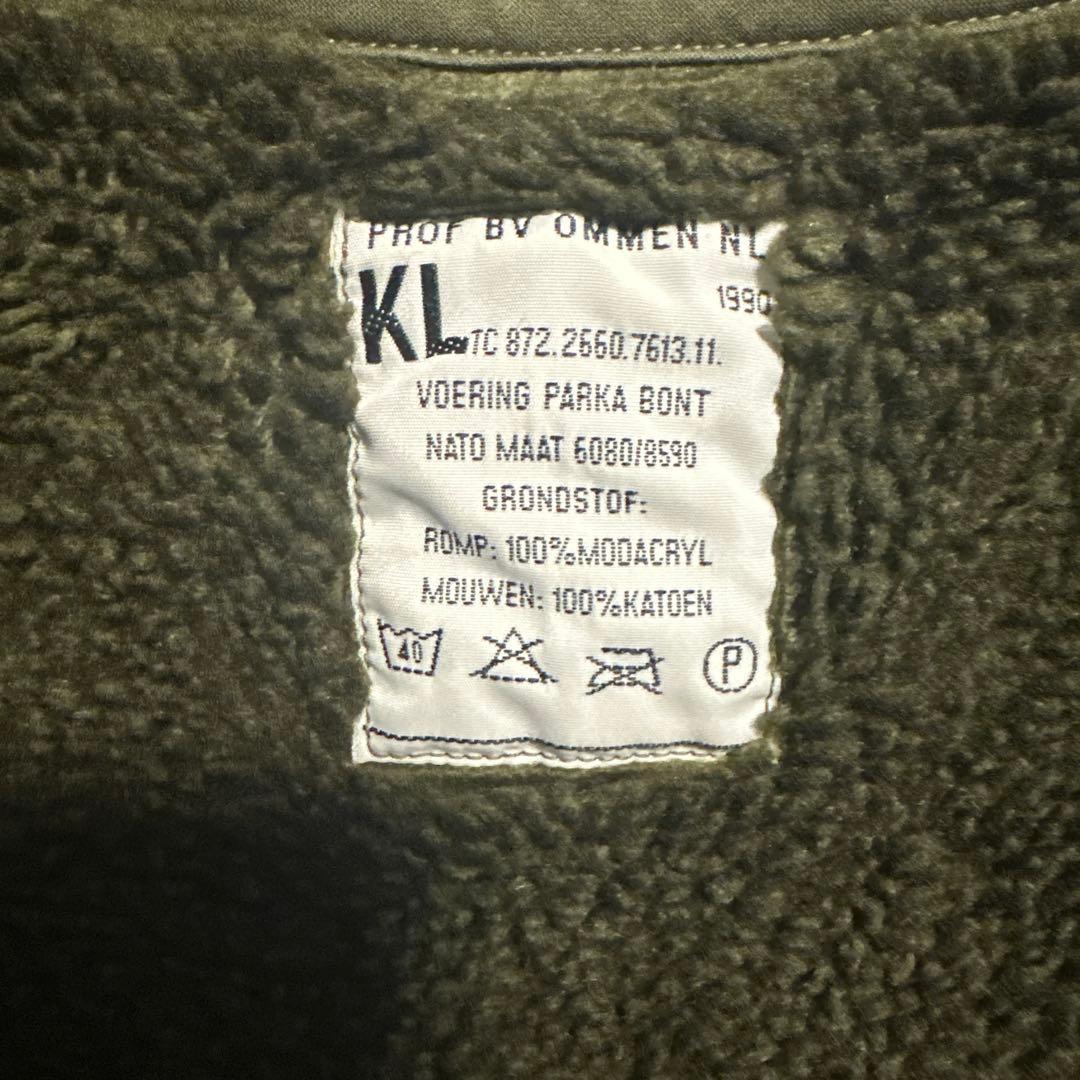 PROF BV OMMEN NL
1990
KL TC 872.2660.7613.11.
VOERING PARKA BONT
NATO MAAT 6080/8590
GRONDSTOF:
ROMP: 100%MODACRYL
MOUWEN: 100%KATOEN
40 P